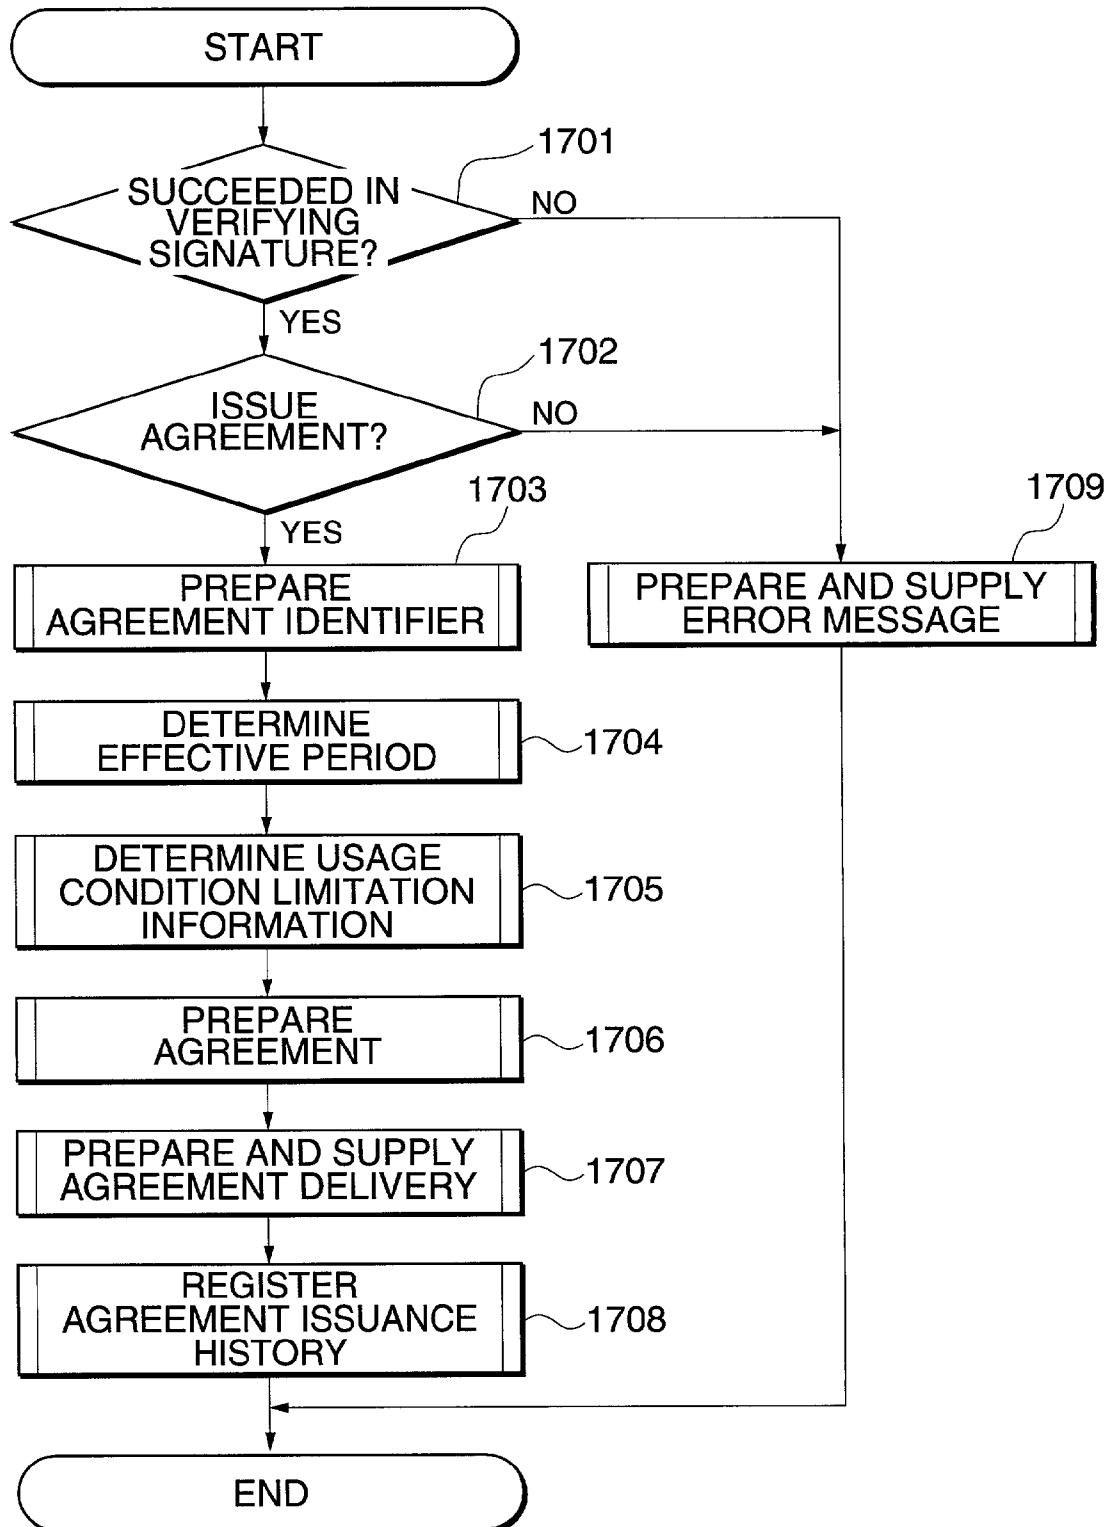 START
1701
SUCCEEDED IN
VERIFYING
SIGNATURE?
NO
YES
1702
ISSUE
AGREEMENT?
NO
YES
1703
PREPARE
AGREEMENT IDENTIFIER
1709
PREPARE AND SUPPLY
ERROR MESSAGE
DETERMINE
EFFECTIVE PERIOD
1704
DETERMINE USAGE
CONDITION LIMITATION
INFORMATION
1705
PREPARE
AGREEMENT
1706
PREPARE AND SUPPLY
AGREEMENT DELIVERY
1707
REGISTER
AGREEMENT ISSUANCE
HISTORY
1708
END